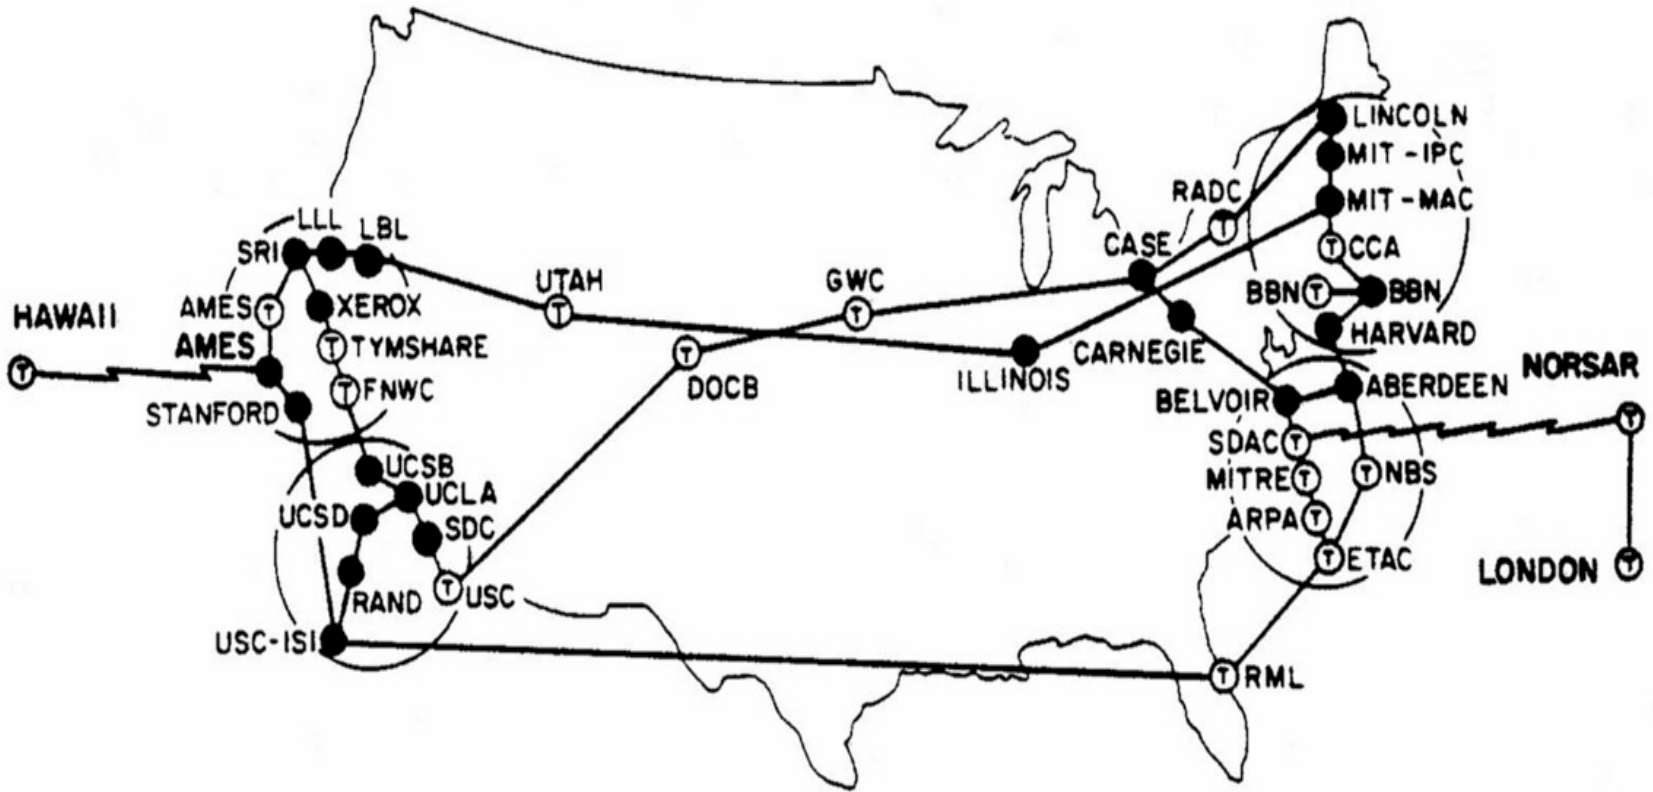 LINCOLN
MIT-IPC
RADC
MIT-MAC
LLL
LBL
SRI
CASE
CCA
UTAH
GWC
BBN T
BBN
AMES T
XEROX
HAWAII
T
T
T
T
T
TYMSHARE
HARVARD
AMES
T
CARNEGIE
NORSAR
T
DOCB
ILLINOIS
T FNWC
ABERDEEN
STANFORD
BELVOIR
T
SDAC T
UCSB
MITRE T
T NBS
UCLA
UCSD
ARPA T
SDC
T ETAC
LONDON T
RAND
T USC
USC-ISI
T RML